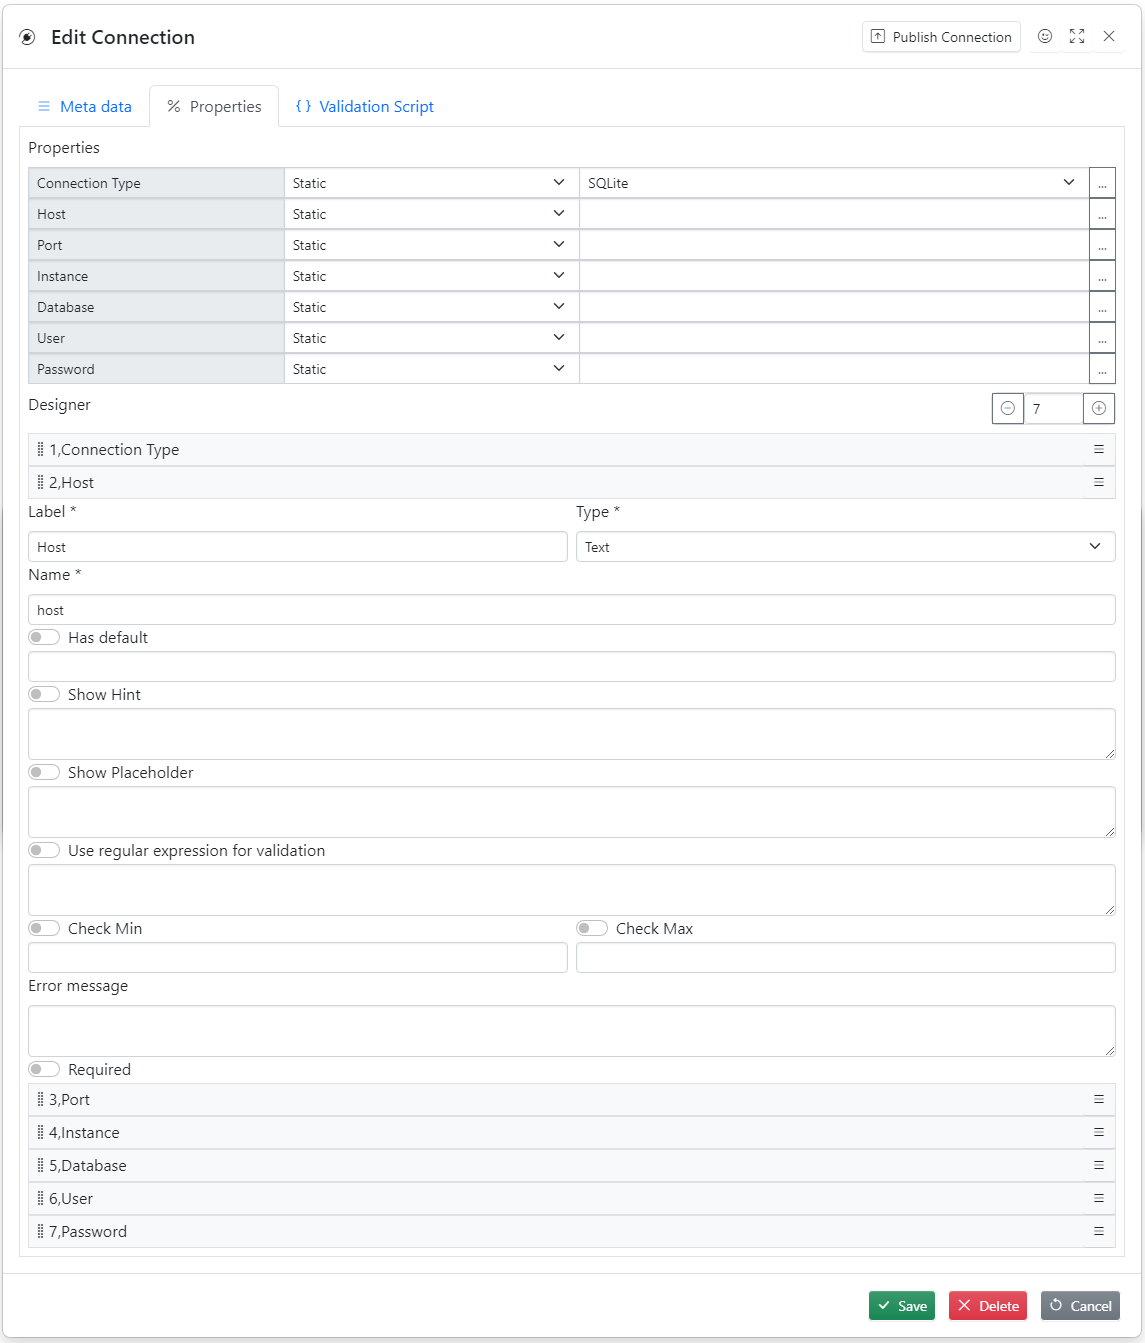 Edit Connection
Publish Connection
Meta data
Properties
Validation Script
Properties
Connection Type Static SQLite ...
Host Static ...
Port Static ...
Instance Static ...
Database Static ...
User Static ...
Password Static ...
Designer
7
1,Connection Type
2,Host
Label * Type *
Host Text
Name *
host
Has default
Show Hint
Show Placeholder
Use regular expression for validation
Check Min Check Max
Error message
Required
3,Port
4,Instance
5,Database
6,User
7,Password
Save Delete Cancel